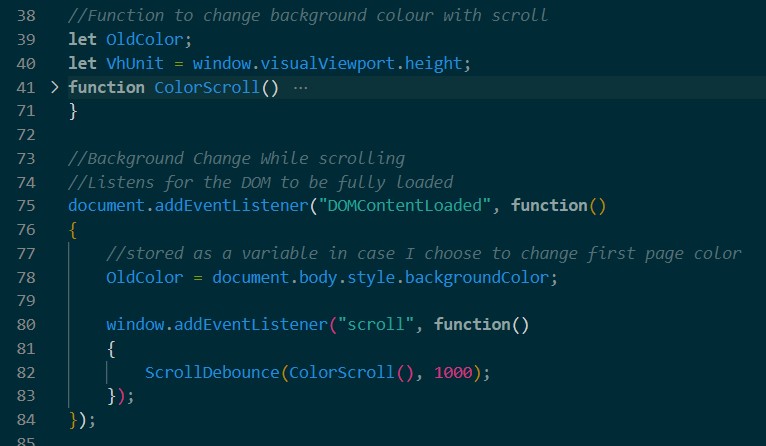 38 //Function to change background colour with scroll
39 let OldColor;
40 let VhUnit = window.visualViewport.height;
41 > function ColorScroll() ⋯
71 }
72
73 //Background Change While scrolling
74 //Listens for the DOM to be fully loaded
75 document.addEventListener("DOMContentLoaded", function()
76 {
77 //stored as a variable in case I choose to change first page color
78 OldColor = document.body.style.backgroundColor;
79
80 window.addEventListener("scroll", function()
81 {
82 ScrollDebounce(ColorScroll(), 1000);
83 });
84 });
85